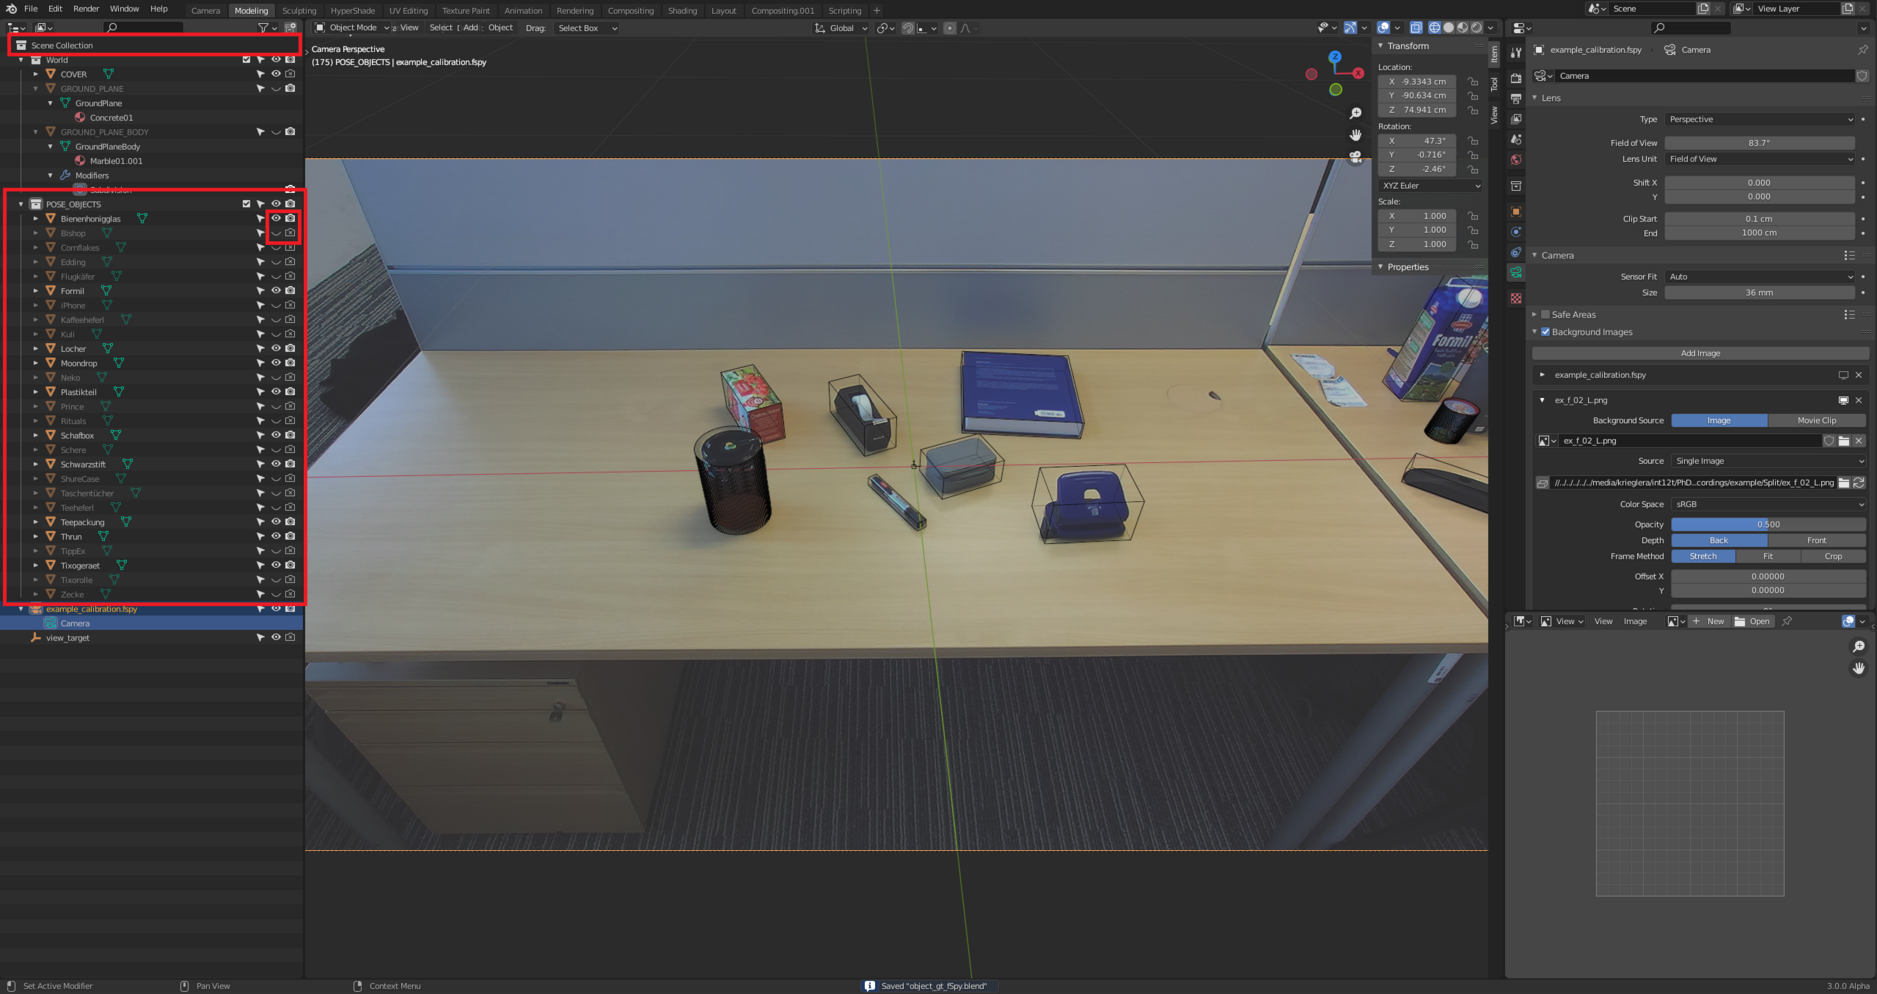 File Edit Render Window Help Camera Modeling Sculpting HyperShade UV Editing Texture Paint Animation Rendering Compositing Shading Layout Compositing.001 Scripting + Scene View Layer
Object Mode View Select Add Object Drag: Select Box Global
Scene Collection
World
COVER
GROUND_PLANE
GroundPlane
Concrete01
GROUND_PLANE_BODY
GroundPlaneBody
Marble01.001
Modifiers
Subdivision
POSE_OBJECTS
Bienenhonigglas
Bishop
Cornflakes
Edding
Flugkäfer
Formil
iPhone
Kaffeeheferl
Kuli
Locher
Moondrop
Neko
Plastikteil
Prince
Rituals
Schafbox
Schere
Schwarzstift
ShureCase
Taschentücher
Teeheferl
Teepackung
Thrun
TippEx
Tixogeraet
Tixorolle
Zecke
example_calibration.fspy
Camera
view_target
Camera Perspective
(175) POSE_OBJECTS | example_calibration.fspy
Z
X
Formil
Transform
Location:
X -9.3343 cm
Y -90.634 cm
Z 74.941 cm
Rotation:
X 47.3°
Y -0.716°
Z -2.46°
XYZ Euler
Scale:
X 1.000
Y 1.000
Z 1.000
Properties
Item
Tool
View
example_calibration.fspy Camera
Camera
Lens
Type Perspective
Field of View 83.7°
Lens Unit Field of View
Shift X 0.000
Y 0.000
Clip Start 0.1 cm
End 1000 cm
Camera
Sensor Fit Auto
Size 36 mm
Safe Areas
Background Images
Add Image
example_calibration.fspy
ex_f_02_L.png
Background Source Image Movie Clip
ex_f_02_L.png
Source Single Image
//../../../../../media/krieglera/int12t/PhD...cordings/example/Split/ex_f_02_L.png
Color Space sRGB
Opacity 0.500
Depth Back Front
Frame Method Stretch Fit Crop
Offset X 0.00000
Y 0.00000
View View Image + New Open
Set Active Modifier Pan View Context Menu Saved "object_gt_fSpy.blend" 3.0.0 Alpha